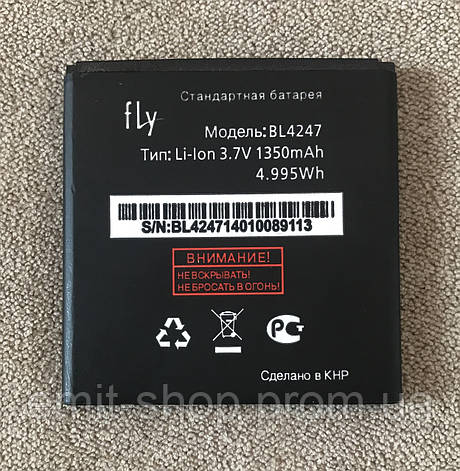 Стандартная батарея
fly
Модель:BL4247
Тип: Li-Ion 3.7V 1350mAh
4.995Wh
S/N:BL424714010089113
ВНИМАНИЕ!
НЕ ВСКРЫВАТЬ!
НЕ БРОСАТЬ В ОГОНЬ!
Сделано в КНР
emit-shop.prom.ua